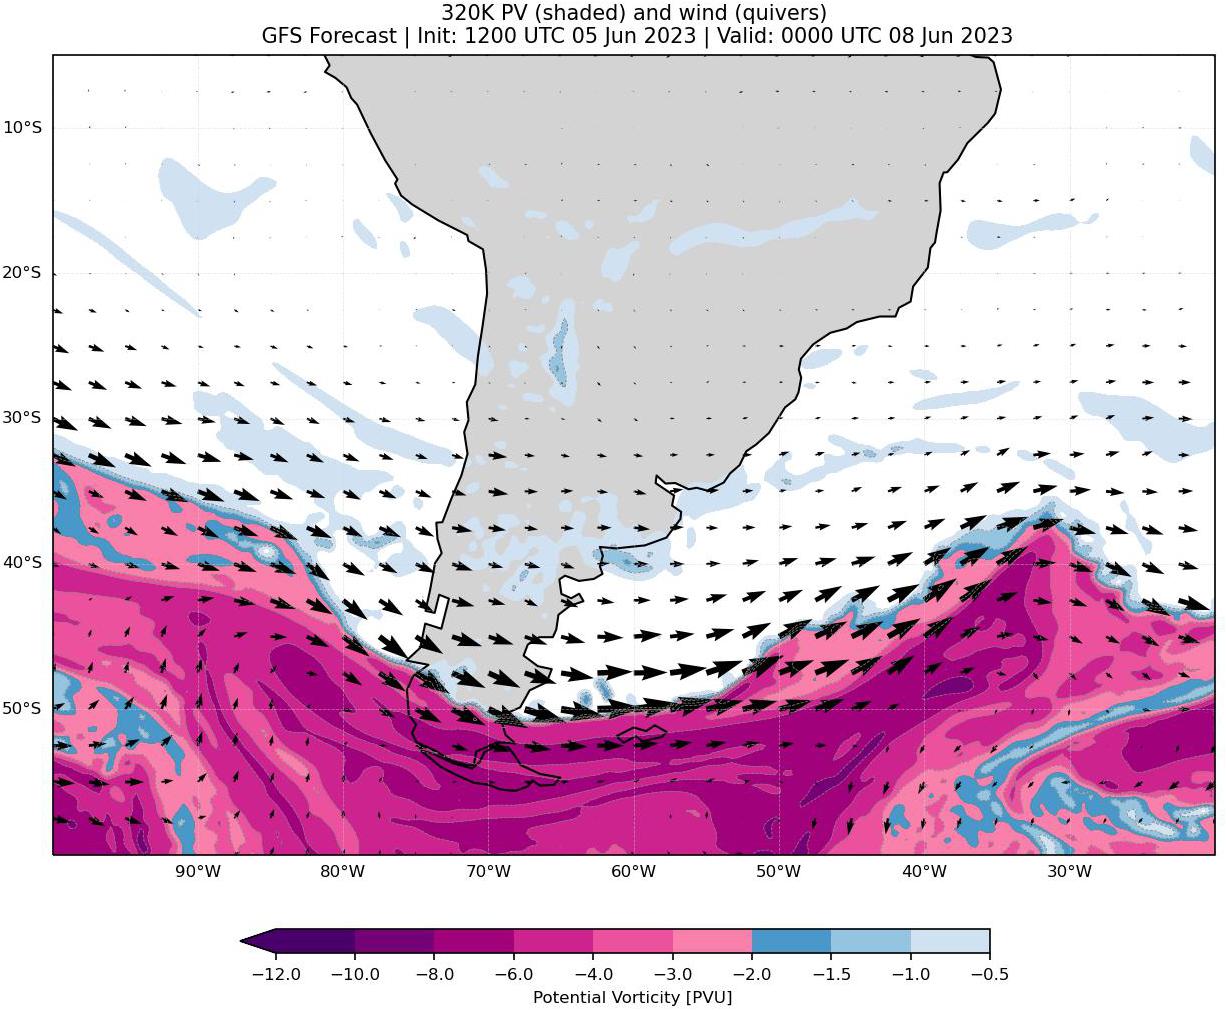 320K PV (shaded) and wind (quivers)
GFS Forecast | Init: 1200 UTC 05 Jun 2023 | Valid: 0000 UTC 08 Jun 2023
10°S
20°S
30°S
40°S
50°S
90°W 80°W 70°W 60°W 50°W 40°W 30°W
−12.0 −10.0 −8.0 −6.0 −4.0 −3.0 −2.0 −1.5 −1.0 −0.5
Potential Vorticity [PVU]